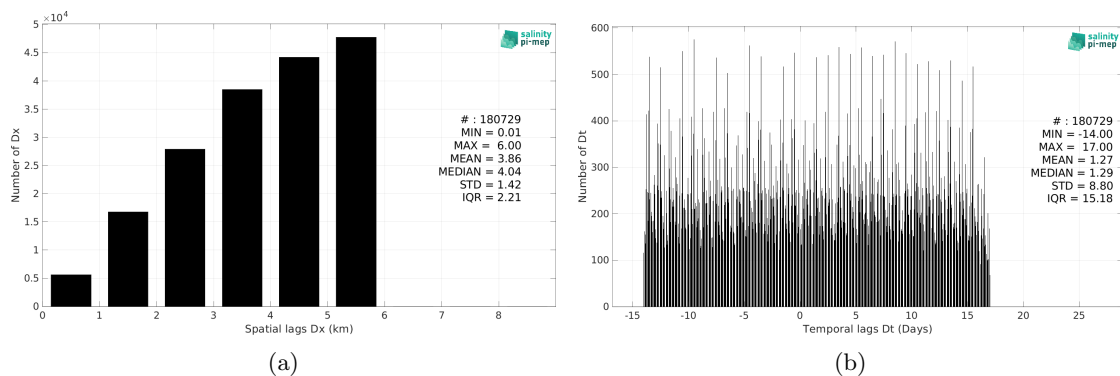 ×10⁴
5
4.5
4
3.5
3
2.5
2
1.5
1
0.5
0
Number of Dx
0 1 2 3 4 5 6 7 8
Spatial lags Dx (km)
salinity
pi-mep
# : 180729
MIN = 0.01
MAX = 6.00
MEAN = 3.86
MEDIAN = 4.04
STD = 1.42
IQR = 2.21
(a)
600
500
400
300
200
100
0
Number of Dt
-15 -10 -5 0 5 10 15 20 25
Temporal lags Dt (Days)
salinity
pi-mep
# : 180729
MIN = -14.00
MAX = 17.00
MEAN = 1.27
MEDIAN = 1.29
STD = 8.80
IQR = 15.18
(b)